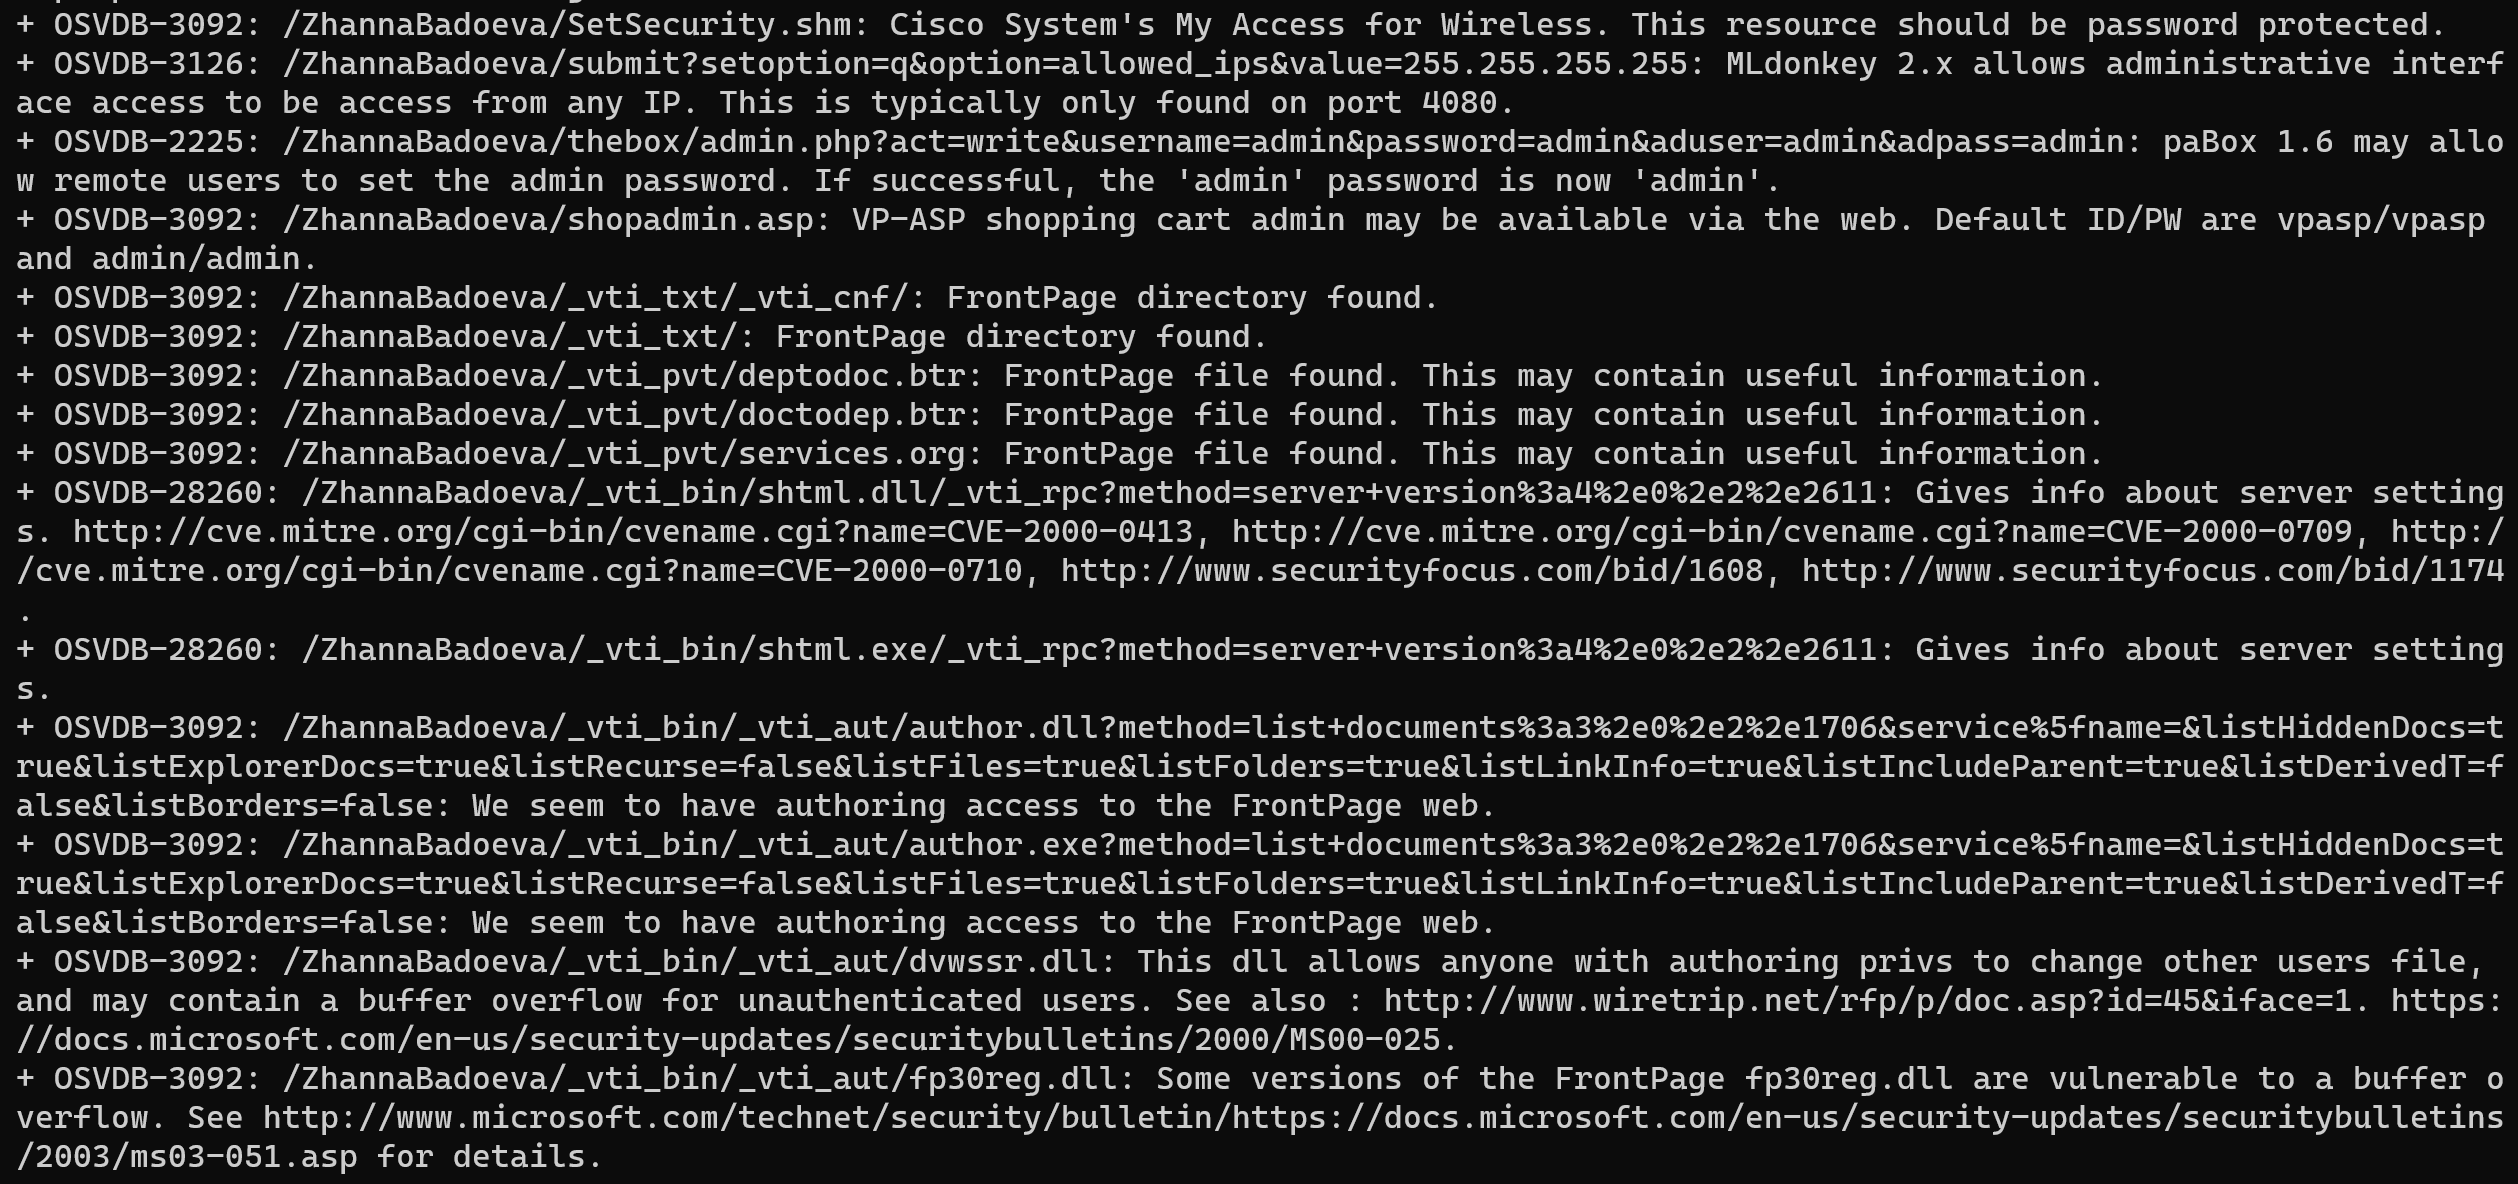 + OSVDB-3092: /ZhannaBadoeva/SetSecurity.shm: Cisco System's My Access for Wireless. This resource should be password protected.
+ OSVDB-3126: /ZhannaBadoeva/submit?setoption=q&option=allowed_ips&value=255.255.255.255: MLdonkey 2.x allows administrative interf
ace access to be access from any IP. This is typically only found on port 4080.
+ OSVDB-2225: /ZhannaBadoeva/thebox/admin.php?act=write&username=admin&password=admin&aduser=admin&adpass=admin: paBox 1.6 may allo
w remote users to set the admin password. If successful, the 'admin' password is now 'admin'.
+ OSVDB-3092: /ZhannaBadoeva/shopadmin.asp: VP-ASP shopping cart admin may be available via the web. Default ID/PW are vpasp/vpasp
and admin/admin.
+ OSVDB-3092: /ZhannaBadoeva/_vti_txt/_vti_cnf/: FrontPage directory found.
+ OSVDB-3092: /ZhannaBadoeva/_vti_txt/: FrontPage directory found.
+ OSVDB-3092: /ZhannaBadoeva/_vti_pvt/deptodoc.btr: FrontPage file found. This may contain useful information.
+ OSVDB-3092: /ZhannaBadoeva/_vti_pvt/doctodep.btr: FrontPage file found. This may contain useful information.
+ OSVDB-3092: /ZhannaBadoeva/_vti_pvt/services.org: FrontPage file found. This may contain useful information.
+ OSVDB-28260: /ZhannaBadoeva/_vti_bin/shtml.dll/_vti_rpc?method=server+version%3a4%2e0%2e2%2e2611: Gives info about server setting
s. http://cve.mitre.org/cgi-bin/cvename.cgi?name=CVE-2000-0413, http://cve.mitre.org/cgi-bin/cvename.cgi?name=CVE-2000-0709, http:/
/cve.mitre.org/cgi-bin/cvename.cgi?name=CVE-2000-0710, http://www.securityfocus.com/bid/1608, http://www.securityfocus.com/bid/1174
.
+ OSVDB-28260: /ZhannaBadoeva/_vti_bin/shtml.exe/_vti_rpc?method=server+version%3a4%2e0%2e2%2e2611: Gives info about server setting
s.
+ OSVDB-3092: /ZhannaBadoeva/_vti_bin/_vti_aut/author.dll?method=list+documents%3a3%2e0%2e2%2e1706&service%5fname=&listHiddenDocs=t
rue&listExplorerDocs=true&listRecurse=false&listFiles=true&listFolders=true&listLinkInfo=true&listIncludeParent=true&listDerivedT=f
alse&listBorders=false: We seem to have authoring access to the FrontPage web.
+ OSVDB-3092: /ZhannaBadoeva/_vti_bin/_vti_aut/author.exe?method=list+documents%3a3%2e0%2e2%2e1706&service%5fname=&listHiddenDocs=t
rue&listExplorerDocs=true&listRecurse=false&listFiles=true&listFolders=true&listLinkInfo=true&listIncludeParent=true&listDerivedT=f
alse&listBorders=false: We seem to have authoring access to the FrontPage web.
+ OSVDB-3092: /ZhannaBadoeva/_vti_bin/_vti_aut/dvwssr.dll: This dll allows anyone with authoring privs to change other users file,
and may contain a buffer overflow for unauthenticated users. See also : http://www.wiretrip.net/rfp/p/doc.asp?id=45&iface=1. https:
//docs.microsoft.com/en-us/security-updates/securitybulletins/2000/MS00-025.
+ OSVDB-3092: /ZhannaBadoeva/_vti_bin/_vti_aut/fp30reg.dll: Some versions of the FrontPage fp30reg.dll are vulnerable to a buffer o
verflow. See http://www.microsoft.com/technet/security/bulletin/https://docs.microsoft.com/en-us/security-updates/securitybulletins
/2003/ms03-051.asp for details.